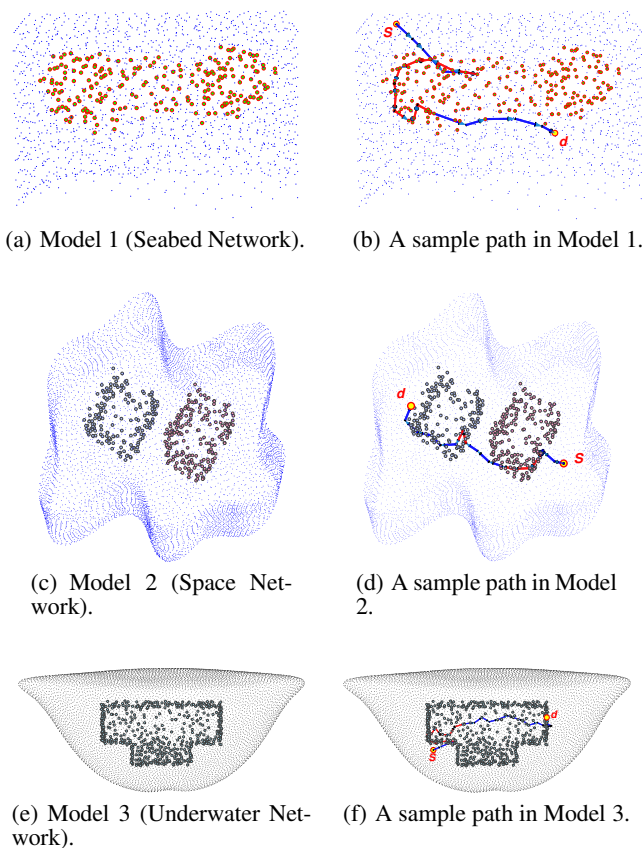 S
d
(a) Model 1 (Seabed Network).
(b) A sample path in Model 1.
d
S
(c) Model 2 (Space Net-
work).
(d) A sample path in Model
2.
d
S
(e) Model 3 (Underwater Net-
work).
(f) A sample path in Model 3.